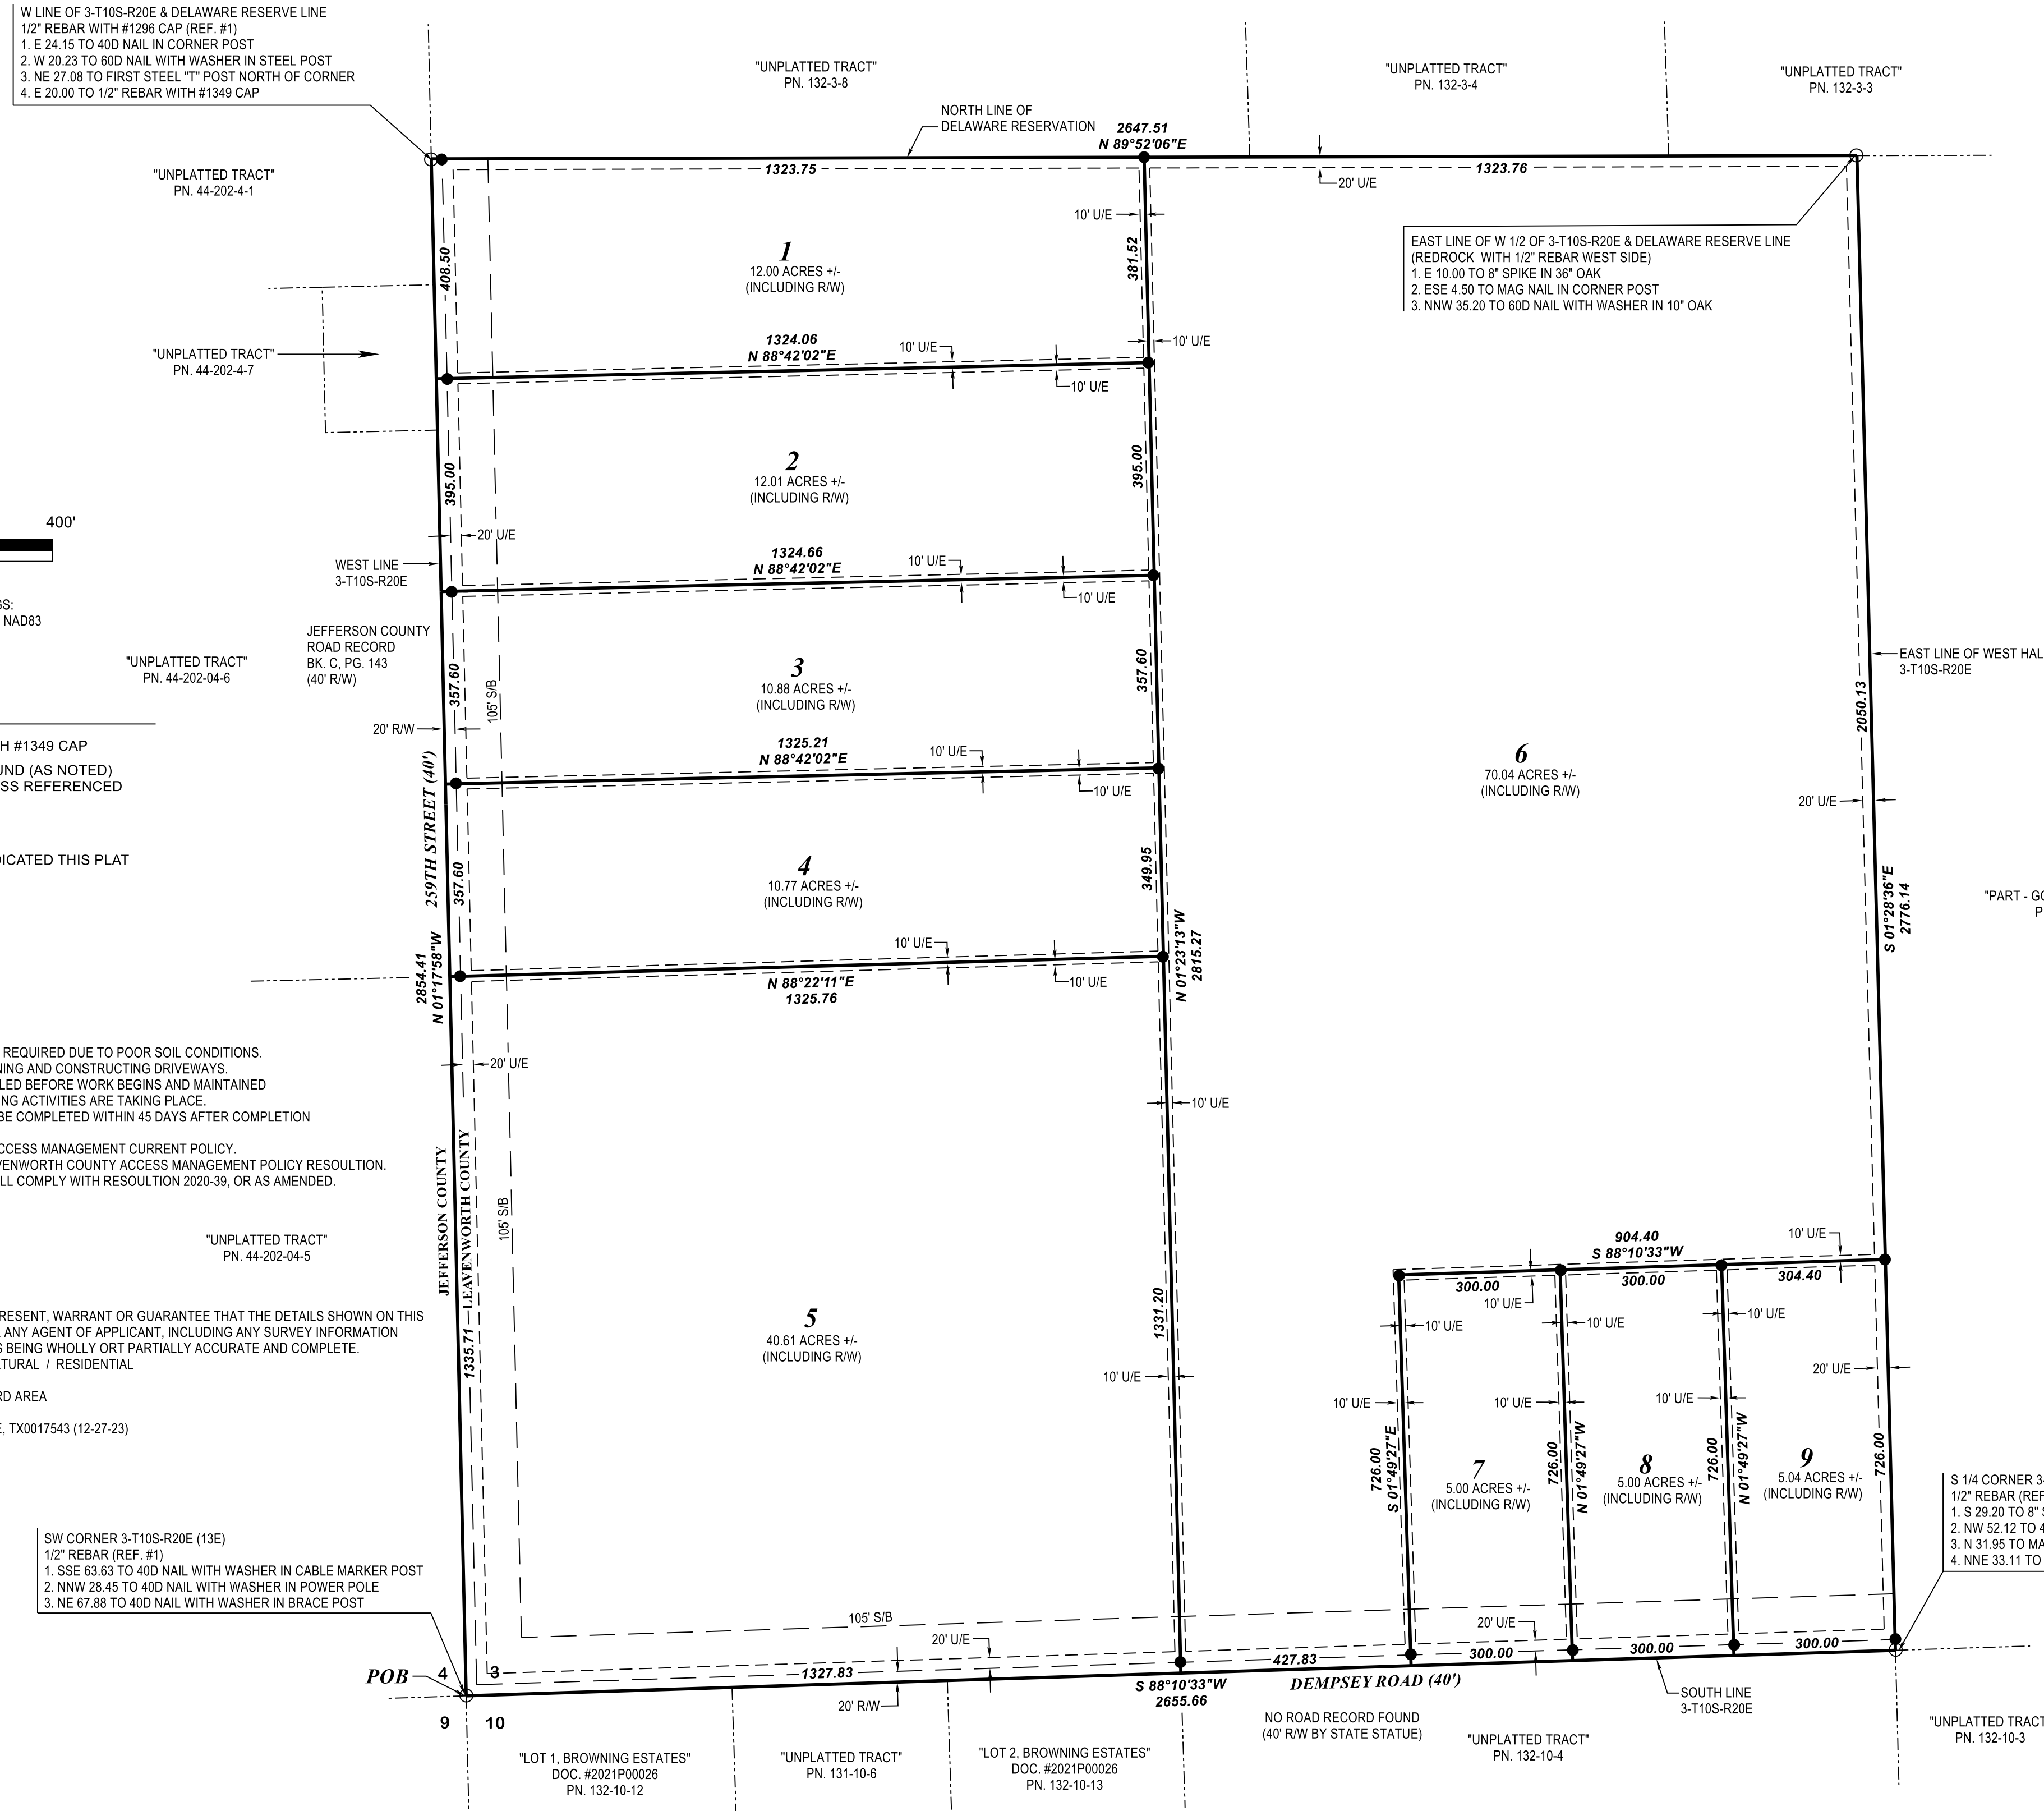 W LINE OF 3-T10S-R20E & DELAWARE RESERVE LINE
1/2" REBAR WITH #1296 CAP (REF. #1)
1. E 24.15 TO 40D NAIL IN CORNER POST
2. W 20.23 TO 60D NAIL WITH WASHER IN STEEL POST
3. NE 27.08 TO FIRST STEEL "T" POST NORTH OF CORNER
4. E 20.00 TO 1/2" REBAR WITH #1349 CAP
"UNPLATTED TRACT"
PN. 132-3-8
"UNPLATTED TRACT"
PN. 132-3-4
"UNPLATTED TRACT"
PN. 132-3-3
NORTH LINE OF
DELAWARE RESERVATION
2647.51
N 89°52'06"E
1323.75
1323.76
20' U/E
"UNPLATTED TRACT"
PN. 44-202-4-1
10' U/E
408.50
381.52
1
12.00 ACRES +/-
(INCLUDING R/W)
EAST LINE OF W 1/2 OF 3-T10S-R20E & DELAWARE RESERVE LINE
(REDROCK WITH 1/2" REBAR WEST SIDE)
1. E 10.00 TO 8" SPIKE IN 36" OAK
2. ESE 4.50 TO MAG NAIL IN CORNER POST
3. NNW 35.20 TO 60D NAIL WITH WASHER IN 10" OAK
"UNPLATTED TRACT"
PN. 44-202-4-7
1324.06
N 88°42'02"E
10' U/E
10' U/E
10' U/E
2
12.01 ACRES +/-
(INCLUDING R/W)
395.00
395.00
400'
20' U/E
WEST LINE
3-T10S-R20E
1324.66
N 88°42'02"E
10' U/E
10' U/E
GS:
NAD83
JEFFERSON COUNTY
ROAD RECORD
BK. C, PG. 143
(40' R/W)
"UNPLATTED TRACT"
PN. 44-202-04-6
357.60
105' S/B
3
10.88 ACRES +/-
(INCLUDING R/W)
357.60
EAST LINE OF WEST HAL
3-T10S-R20E
2050.13
20' R/W
H #1349 CAP
UND (AS NOTED)
SS REFERENCED
1325.21
N 88°42'02"E
10' U/E
10' U/E
6
70.04 ACRES +/-
(INCLUDING R/W)
20' U/E
259TH STREET (40')
DICATED THIS PLAT
357.60
4
10.77 ACRES +/-
(INCLUDING R/W)
349.95
S 01°28'36"E
2776.14
"PART - GO
P
2854.41
N 01°17'58"W
10' U/E
10' U/E
N 88°22'11"E
1325.76
N 01°23'13"W
2815.27
REQUIRED DUE TO POOR SOIL CONDITIONS.
NING AND CONSTRUCTING DRIVEWAYS.
LED BEFORE WORK BEGINS AND MAINTAINED
NG ACTIVITIES ARE TAKING PLACE.
BE COMPLETED WITHIN 45 DAYS AFTER COMPLETION
CCESS MANAGEMENT CURRENT POLICY.
VENWORTH COUNTY ACCESS MANAGEMENT POLICY RESOULTION.
LL COMPLY WITH RESOULTION 2020-39, OR AS AMENDED.
20' U/E
10' U/E
JEFFERSON COUNTY
LEAVENWORTH COUNTY
105' S/B
"UNPLATTED TRACT"
PN. 44-202-04-5
904.40
S 88°10'33"W
10' U/E
300.00
300.00
304.40
10' U/E
10' U/E
10' U/E
10' U/E
RESENT, WARRANT OR GUARANTEE THAT THE DETAILS SHOWN ON THIS
ANY AGENT OF APPLICANT, INCLUDING ANY SURVEY INFORMATION
S BEING WHOLLY ORT PARTIALLY ACCURATE AND COMPLETE.
TURAL / RESIDENTIAL
RD AREA
E, TX0017543 (12-27-23)
1335.71
5
40.61 ACRES +/-
(INCLUDING R/W)
1331.20
10' U/E
10' U/E
10' U/E
10' U/E
20' U/E
726.00
S 01°49'27"E
7
5.00 ACRES +/-
(INCLUDING R/W)
726.00
N 01°49'27"W
8
5.00 ACRES +/-
(INCLUDING R/W)
726.00
N 01°49'27"W
9
5.04 ACRES +/-
(INCLUDING R/W)
726.00
S 1/4 CORNER 3-
1/2" REBAR (REF
1. S 29.20 TO 8" S
2. NW 52.12 TO 4
3. N 31.95 TO MA
4. NNE 33.11 TO
SW CORNER 3-T10S-R20E (13E)
1/2" REBAR (REF. #1)
1. SSE 63.63 TO 40D NAIL WITH WASHER IN CABLE MARKER POST
2. NNW 28.45 TO 40D NAIL WITH WASHER IN POWER POLE
3. NE 67.88 TO 40D NAIL WITH WASHER IN BRACE POST
105' S/B
20' U/E
20' U/E
POB
4 3
9 10
1327.83
427.83
300.00
300.00
300.00
20' R/W
S 88°10'33"W
2655.66
DEMPSEY ROAD (40')
SOUTH LINE
3-T10S-R20E
NO ROAD RECORD FOUND
(40' R/W BY STATE STATUE)
"LOT 1, BROWNING ESTATES"
DOC. #2021P00026
PN. 132-10-12
"UNPLATTED TRACT"
PN. 131-10-6
"LOT 2, BROWNING ESTATES"
DOC. #2021P00026
PN. 132-10-13
"UNPLATTED TRACT"
PN. 132-10-4
"UNPLATTED TRACT
PN. 132-10-3